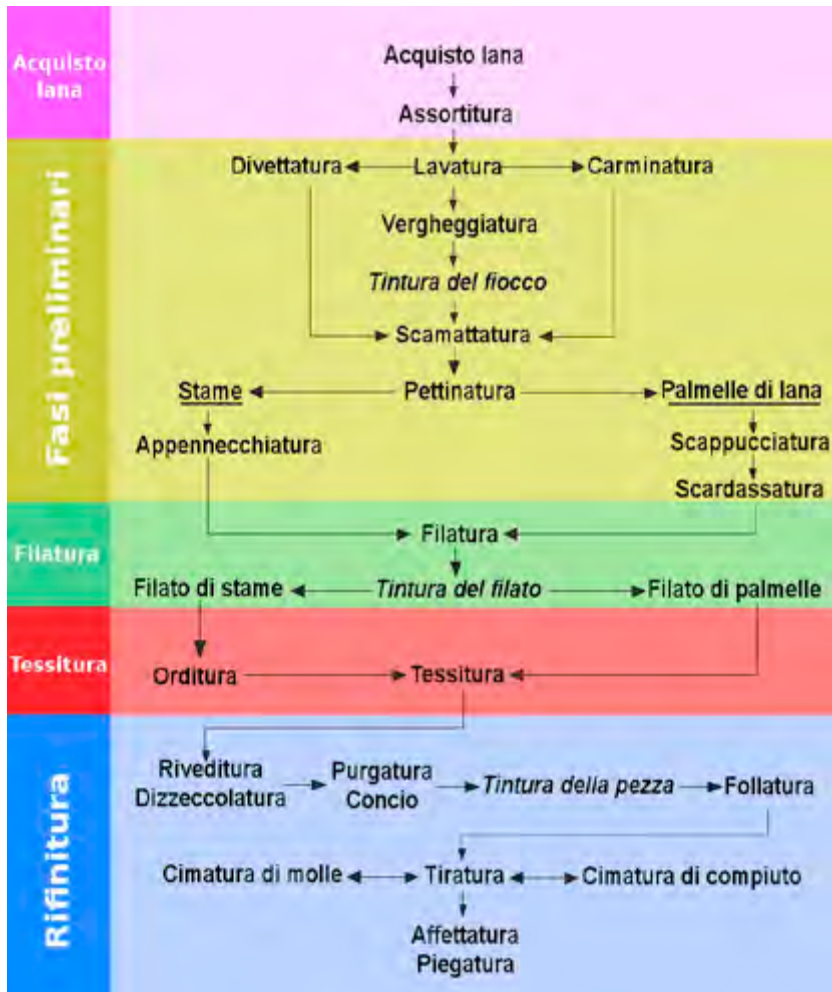 Acquisto
lana
Acquisto lana
Assortitura
Fasi preliminari
Divettatura Lavatura Carminatura
Vergheggiatura
Tintura del fiocco
Scamattatura
Stame Pettinatura Palmelle di lana
Appennecchiatura Scappucciatura
Scardassatura
Filatura
Filatura
Filato di stame Tintura del filato Filato di palmelle
Tessitura
Orditura Tessitura
Rifinitura
Riveditura
Dizzeccolatura
Purgatura
Concio
Tintura della pezza Follatura
Cimatura di molle Tiratura Cimatura di compiuto
Affettatura
Piegatura